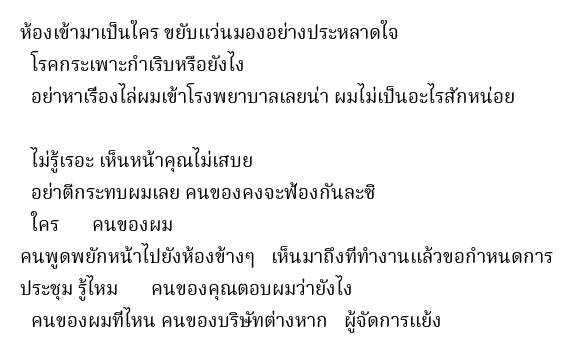 ห้องเข้ามาเป็นใคร ขยับแว่นมองอย่างประหลาดใจ
โรคกระเพาะกำเริบหรือยังไง
อย่าหาเรื่องไล่ผมเข้าโรงพยาบาลเลยน่า ผมไม่เป็นอะไรสักหน่อย
ไม่รู้เรอะ เห็นหน้าคุณไม่เสบย
อย่าตีกระทบผมเลย คนของคงจะฟ้องกันละซิ
ใคร คนของผม
คนพูดพยักหน้าไปยังห้องข้างๆ เห็นมาถึงที่ทำงานแล้วขอกำหนดการ
ประชุม รู้ไหม คนของคุณตอบผมว่ายังไง
คนของผมที่ไหน คนของบริษัทต่างหาก ผู้จัดการแย้ง